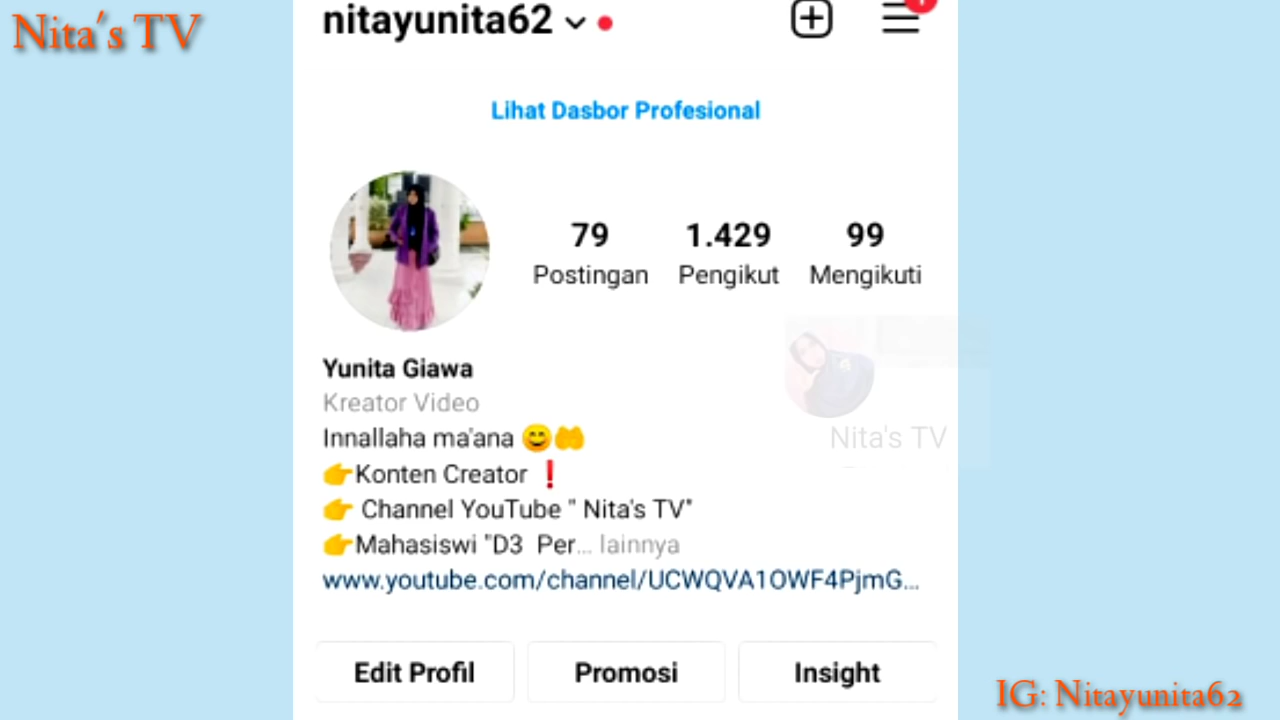 Nita's TV
nitayunita62
Lihat Dasbor Profesional
79 1.429 99
Postingan Pengikut Mengikuti
Yunita Giawa
Kreator Video
Innallaha ma'ana 😄🤲
👉Konten Creator ❗
👉 Channel YouTube " Nita's TV"
👉Mahasiswi "D3 Per... lainnya
www.youtube.com/channel/UCWQVA1OWF4PjmG...
Nita's TV
Edit Profil Promosi Insight
IG: Nitayunita62